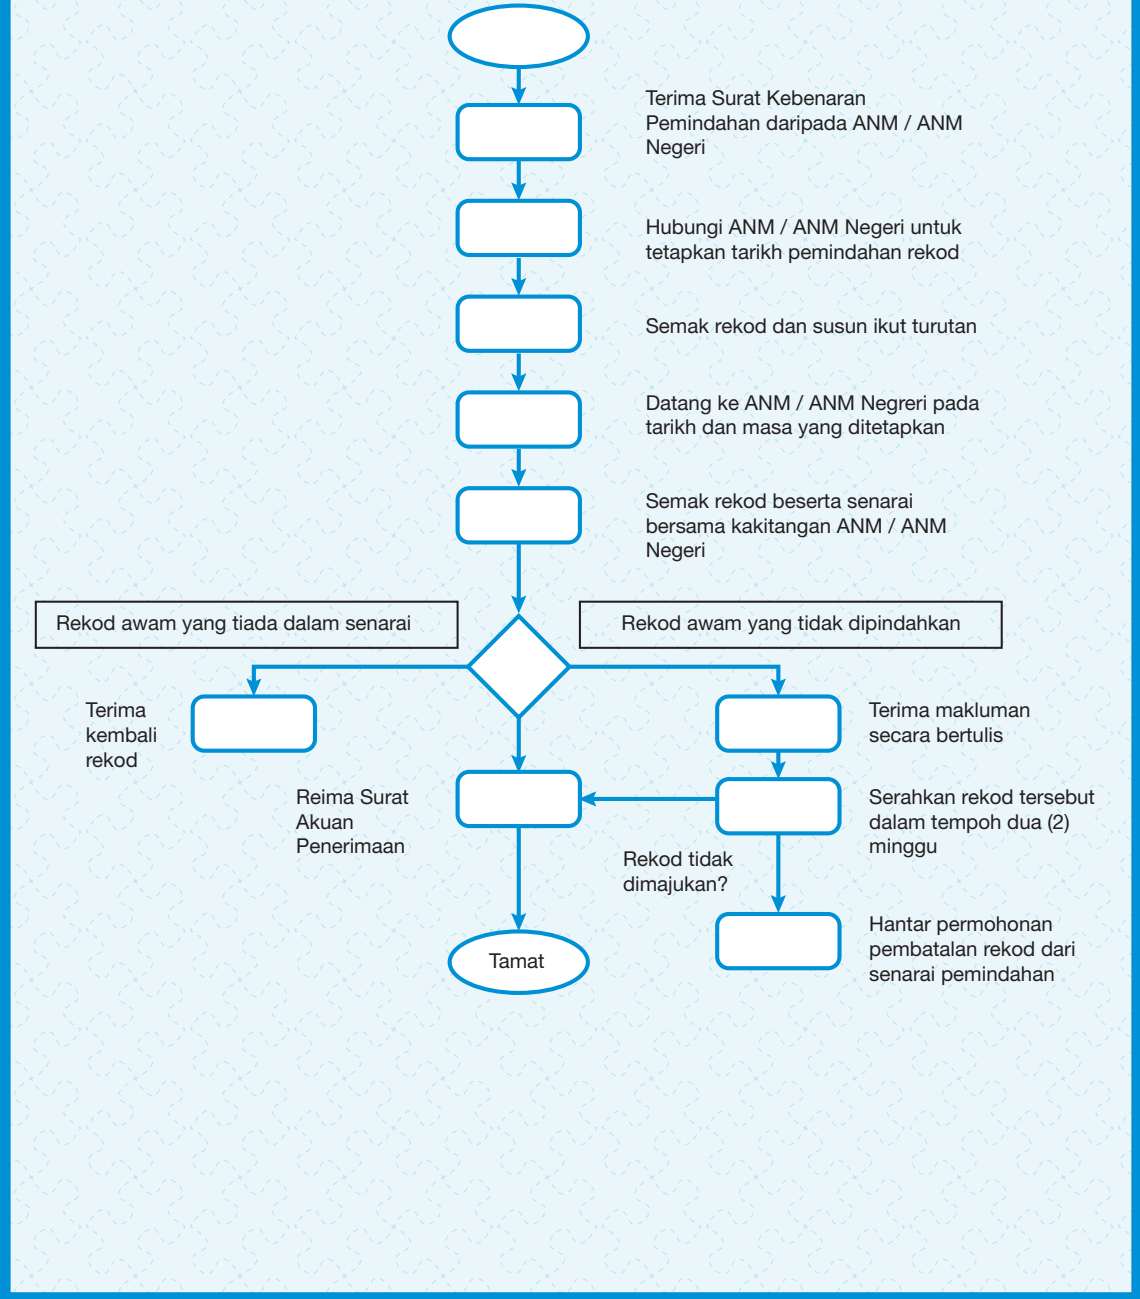 Terima Surat Kebenaran
Pemindahan daripada ANM / ANM
Negeri
Hubungi ANM / ANM Negeri untuk
tetapkan tarikh pemindahan rekod
Semak rekod dan susun ikut turutan
Datang ke ANM / ANM Negreri pada
tarikh dan masa yang ditetapkan
Semak rekod beserta senarai
bersama kakitangan ANM / ANM
Negeri
Rekod awam yang tiada dalam senarai
Rekod awam yang tidak dipindahkan
Terima
kembali
rekod
Terima makluman
secara bertulis
Reima Surat
Akuan
Penerimaan
Serahkan rekod tersebut
dalam tempoh dua (2)
minggu
Rekod tidak
dimajukan?
Hantar permohonan
pembatalan rekod dari
senarai pemindahan
Tamat